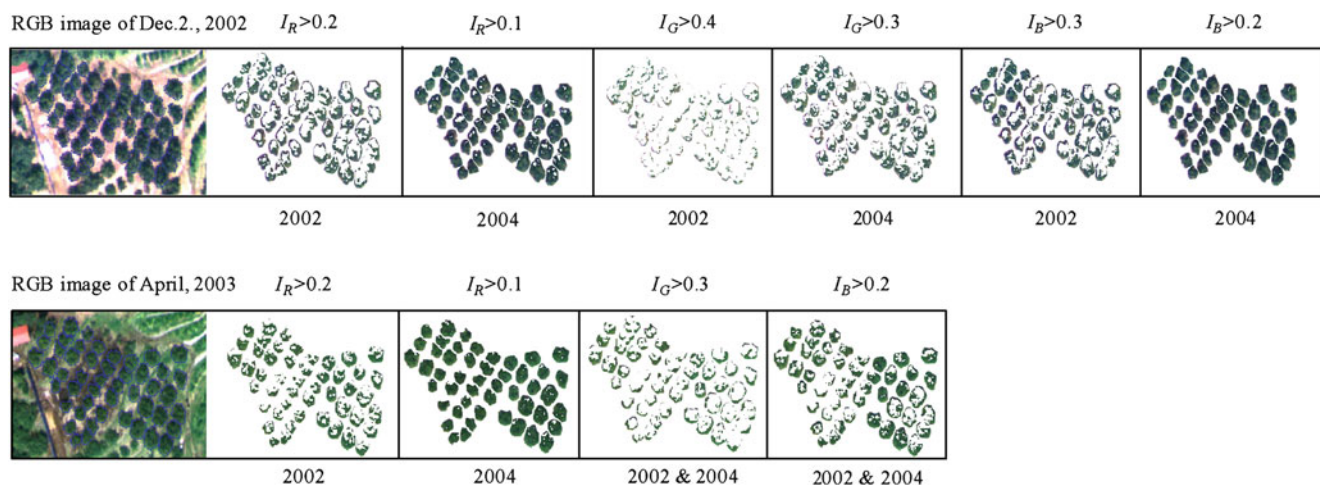 RGB image of Dec.2., 2002 I_R>0.2 I_R>0.1 I_G>0.4 I_G>0.3 I_B>0.3 I_B>0.2
2002 2004 2002 2004 2002 2004
RGB image of April, 2003 I_R>0.2 I_R>0.1 I_G>0.3 I_B>0.2
2002 2004 2002 & 2004 2002 & 2004